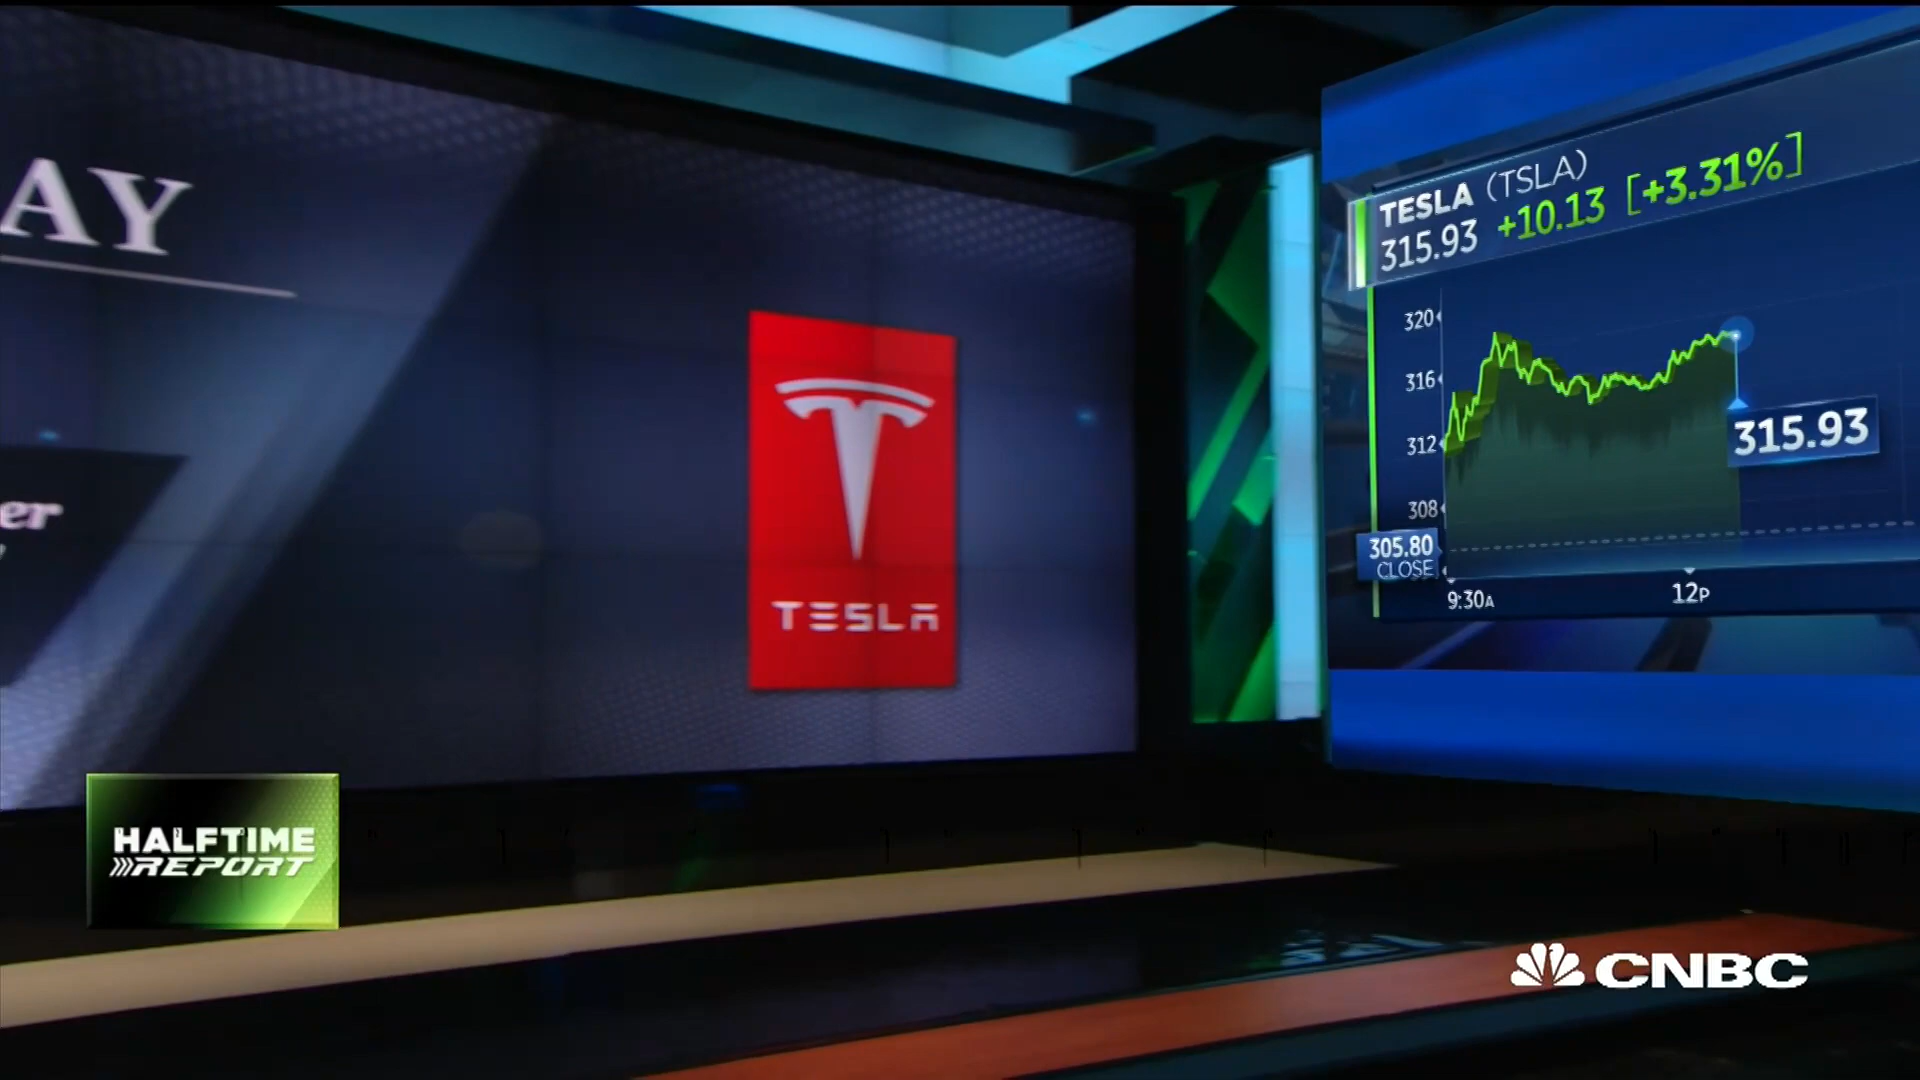 AY
er
TESLA
TESLA (TSLA)
315.93 +10.13 [+3.31%]
320
316
312
308
305.80
CLOSE
315.93
9:30A
12P
HALFTIME
REPORT
CNBC